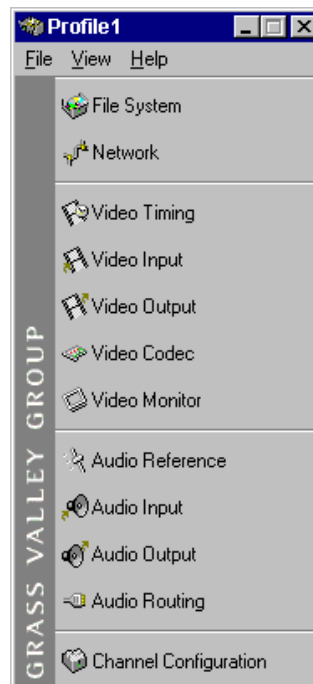 Profile1
File View Help
File System
Network
Video Timing
Video Input
Video Output
Video Codec
Video Monitor
Audio Reference
Audio Input
Audio Output
Audio Routing
Channel Configuration
GRASS VALLEY GROUP